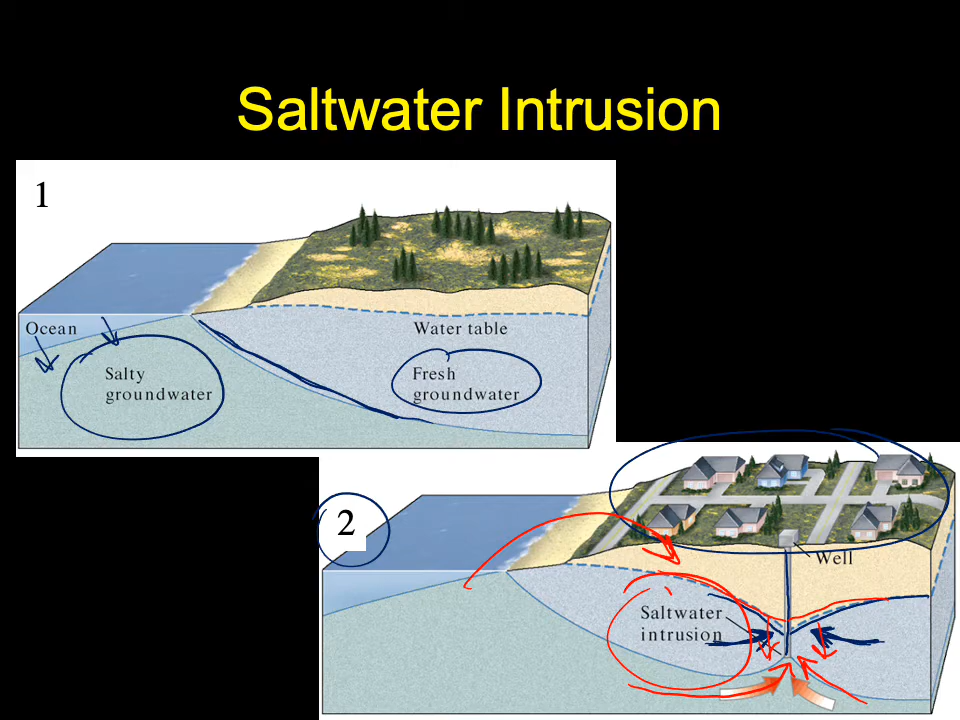 Saltwater Intrusion
1
Ocean
Water table
Salty
groundwater
Fresh
groundwater
2
Well
Saltwater
intrusion